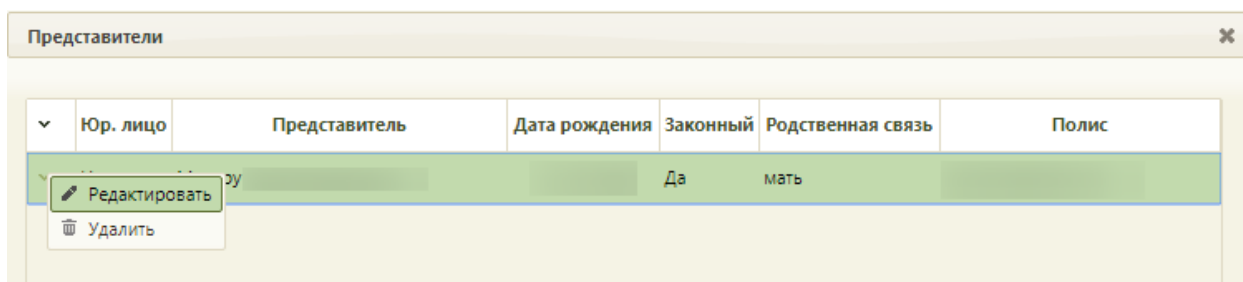 Представители
Юр. лицо Представитель Дата рождения Законный Родственная связь Полис
Да мать
Редактировать
Удалить